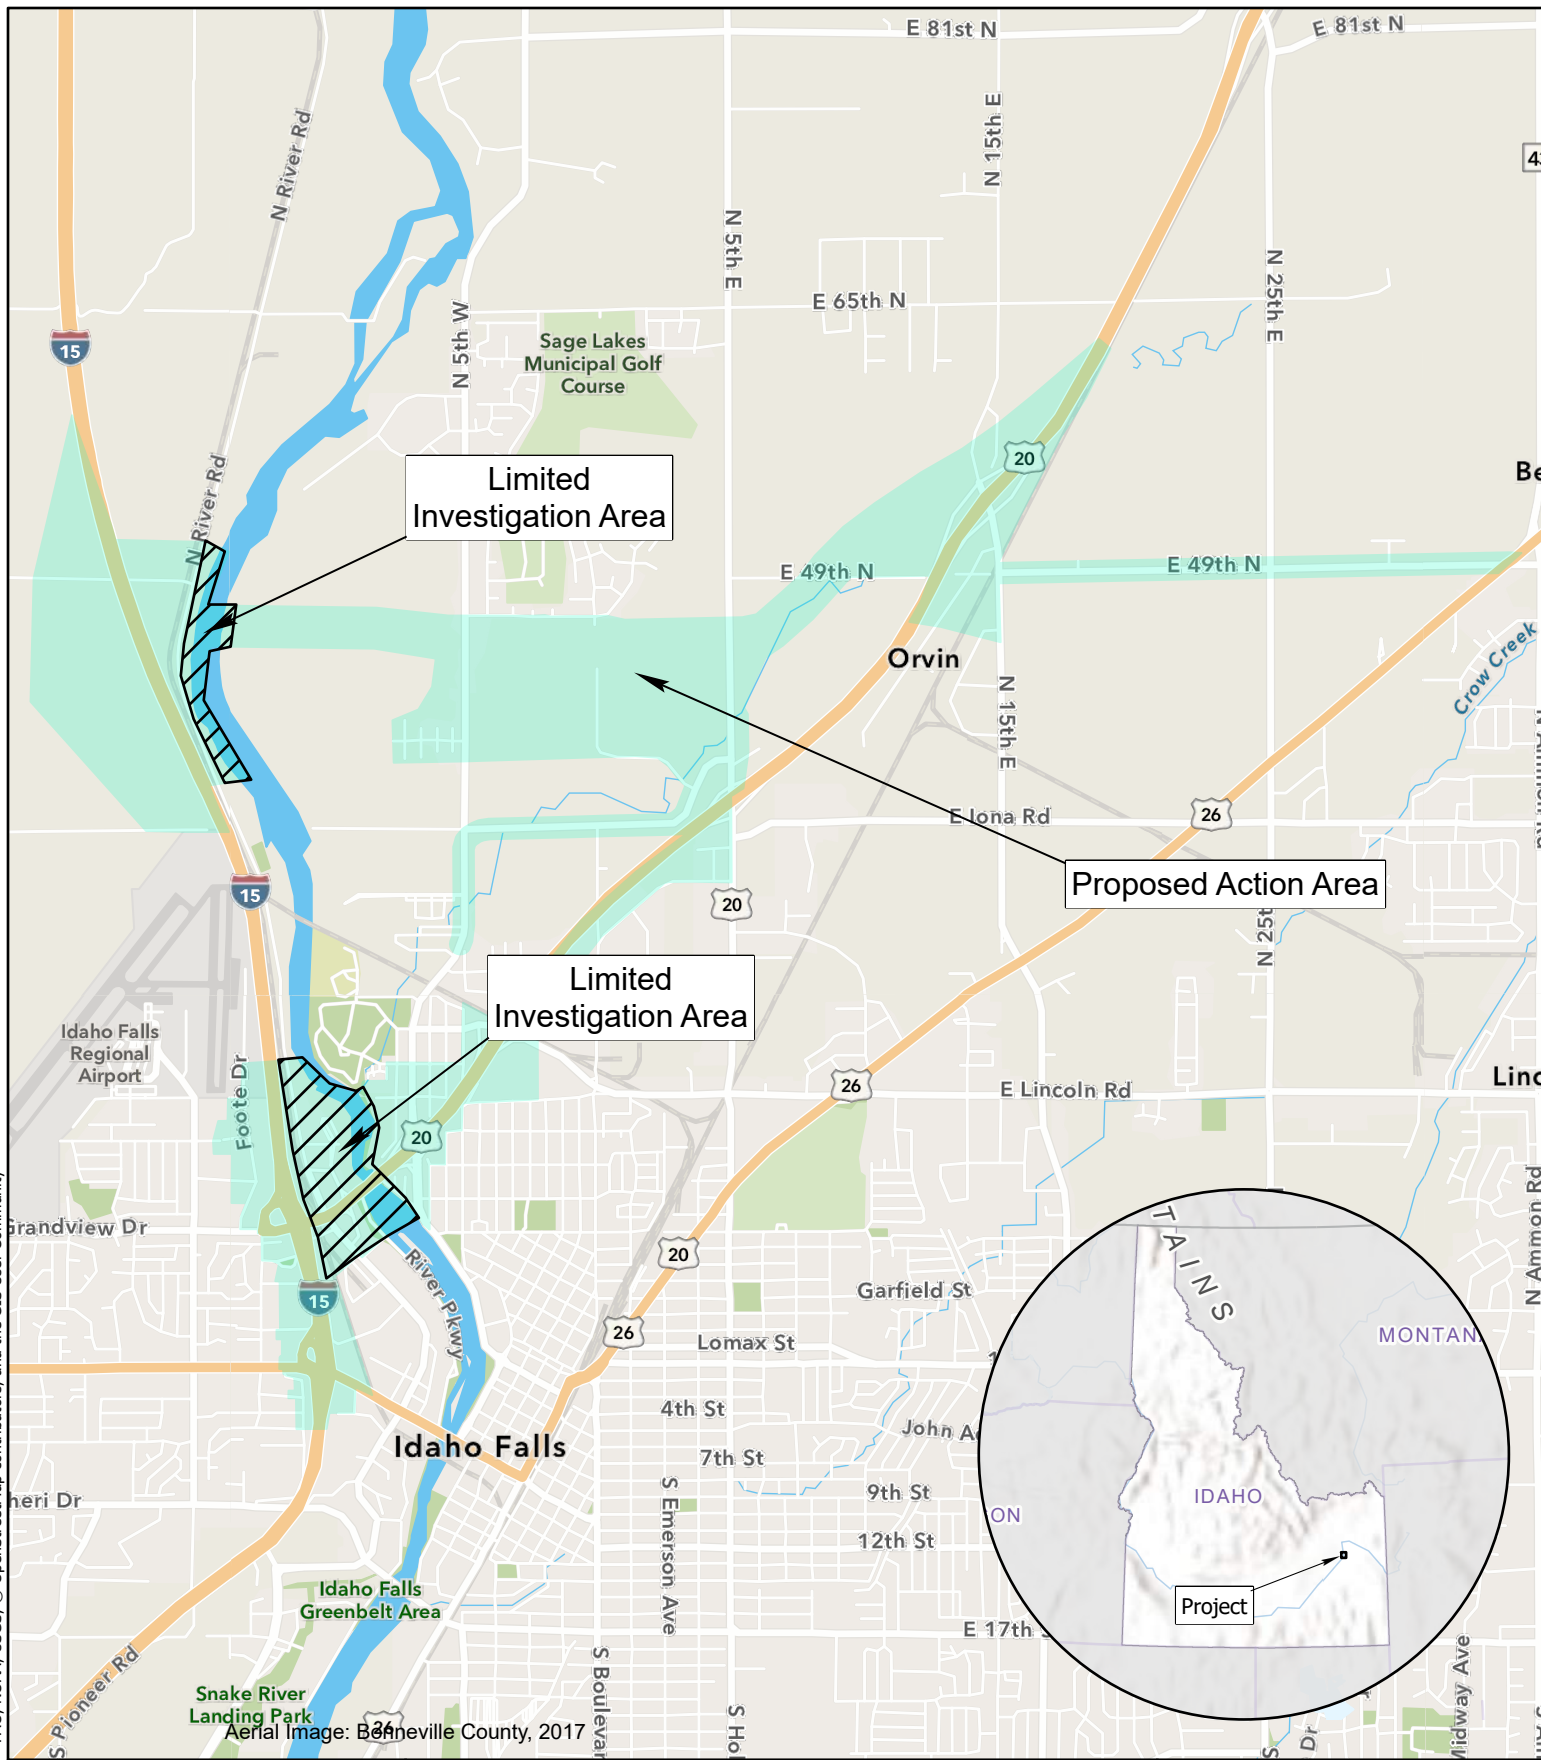 E 81st N
E 81st N
N River Rd
N 15th E
N 5th E
N 25th E
E 65th N
N 5th W
15
Sage Lakes
Municipal Golf
Course
20
N River Rd
Limited
Investigation Area
E 49th N
E 49th N
Orvin
Crow Creek
N 15th E
E Iona Rd
26
Proposed Action Area
15
20
Limited
Investigation Area
Idaho Falls
Regional
Airport
Foote Dr
26
E Lincoln Rd
20
Grandview Dr
N Ammon Rd
River Pkwy
20
15
Garfield St
26
Lomax St
4th St
7th St
Idaho Falls
9th St
12th St
S Emerson Ave
Idaho Falls
Greenbelt Area
S Pioneer Rd
Snake River
Landing Park
26
Aerial Image: Bonneville County, 2017
TAINS
IDAHO
ON
Project
Midway Ave
Dr